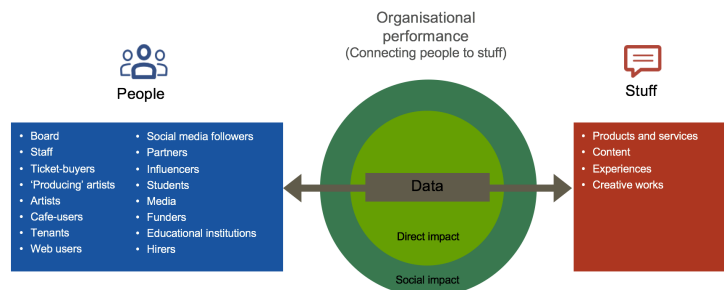 Organisational
performance
(Connecting people to stuff)
People
Stuff
• Board
• Staff
• Ticket-buyers
• ‘Producing’ artists
• Artists
• Cafe-users
• Tenants
• Web users
• Social media followers
• Partners
• Influencers
• Students
• Media
• Funders
• Educational institutions
• Hirers
Data
Direct impact
Social impact
• Products and services
• Content
• Experiences
• Creative works